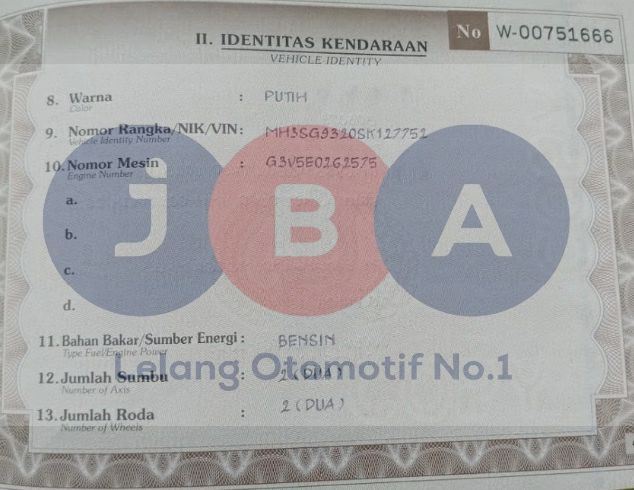 No W-00751666
II. IDENTITAS KENDARAAN
VEHICLE IDENTITY
8. Warna : PUTIH
Color
9. Nomor Rangka/NIK/VIN: MH3SG9320SK127752
Vehicle Identity Number
10. Nomor Mesin : G3V5E0262575
Engine Number
a.
b.
c.
d.
JBA
11. Bahan Bakar/Sumber Energi : BENSIN
Type Fuel/Engine Power
Lelang Otomotif No.1
12. Jumlah Sumbu : 2 (DUA)
Number of Axis
13. Jumlah Roda : 2 (DUA)
Number of Wheels